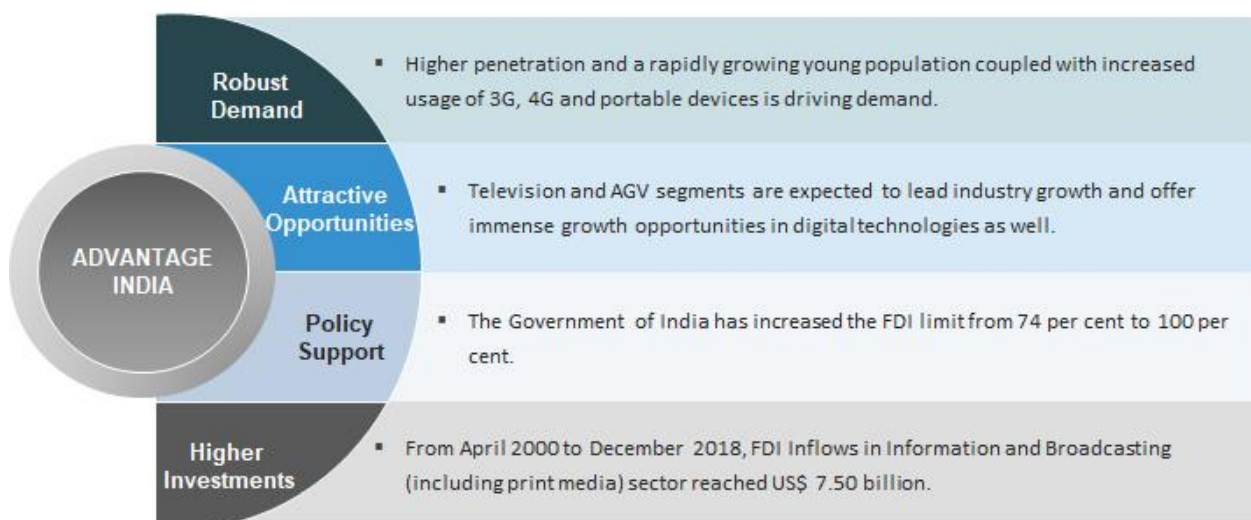 ADVANTAGE
INDIA
Robust
Demand
▪ Higher penetration and a rapidly growing young population coupled with increased
usage of 3G, 4G and portable devices is driving demand.
Attractive
Opportunities
▪ Television and AGV segments are expected to lead industry growth and offer
immense growth opportunities in digital technologies as well.
Policy
Support
▪ The Government of India has increased the FDI limit from 74 per cent to 100 per
cent.
Higher
Investments
▪ From April 2000 to December 2018, FDI Inflows in Information and Broadcasting
(including print media) sector reached US$ 7.50 billion.